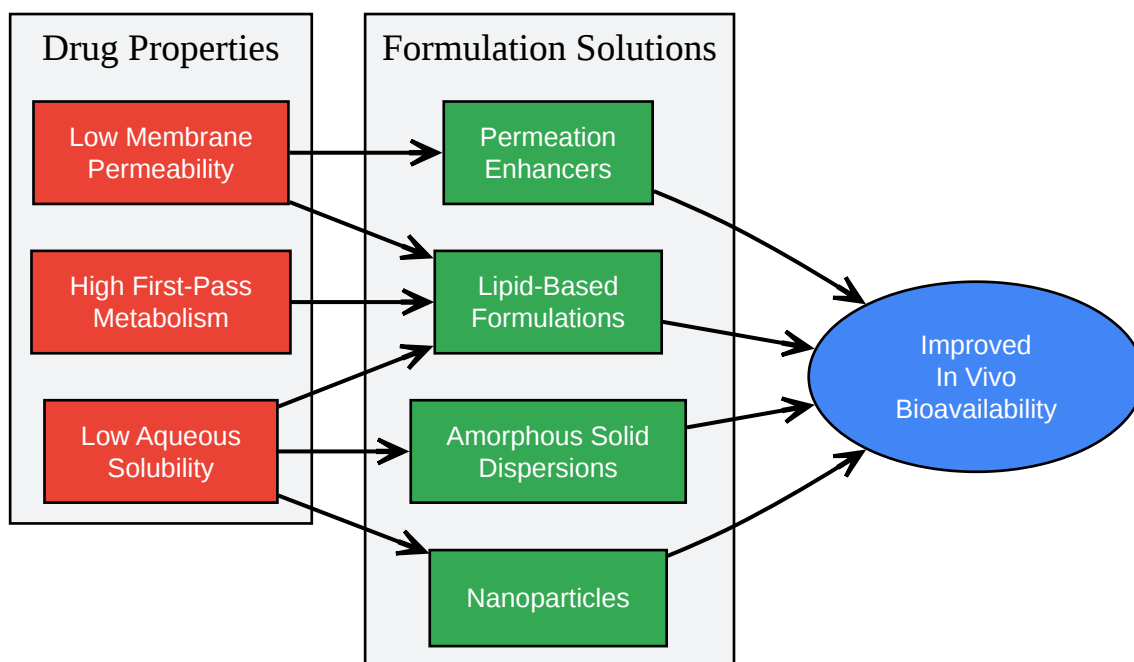 Drug Properties
Low Membrane
Permeability
High First-Pass
Metabolism
Low Aqueous
Solubility
Formulation Solutions
Permeation
Enhancers
Lipid-Based
Formulations
Amorphous Solid
Dispersions
Nanoparticles
Improved
In Vivo
Bioavailability